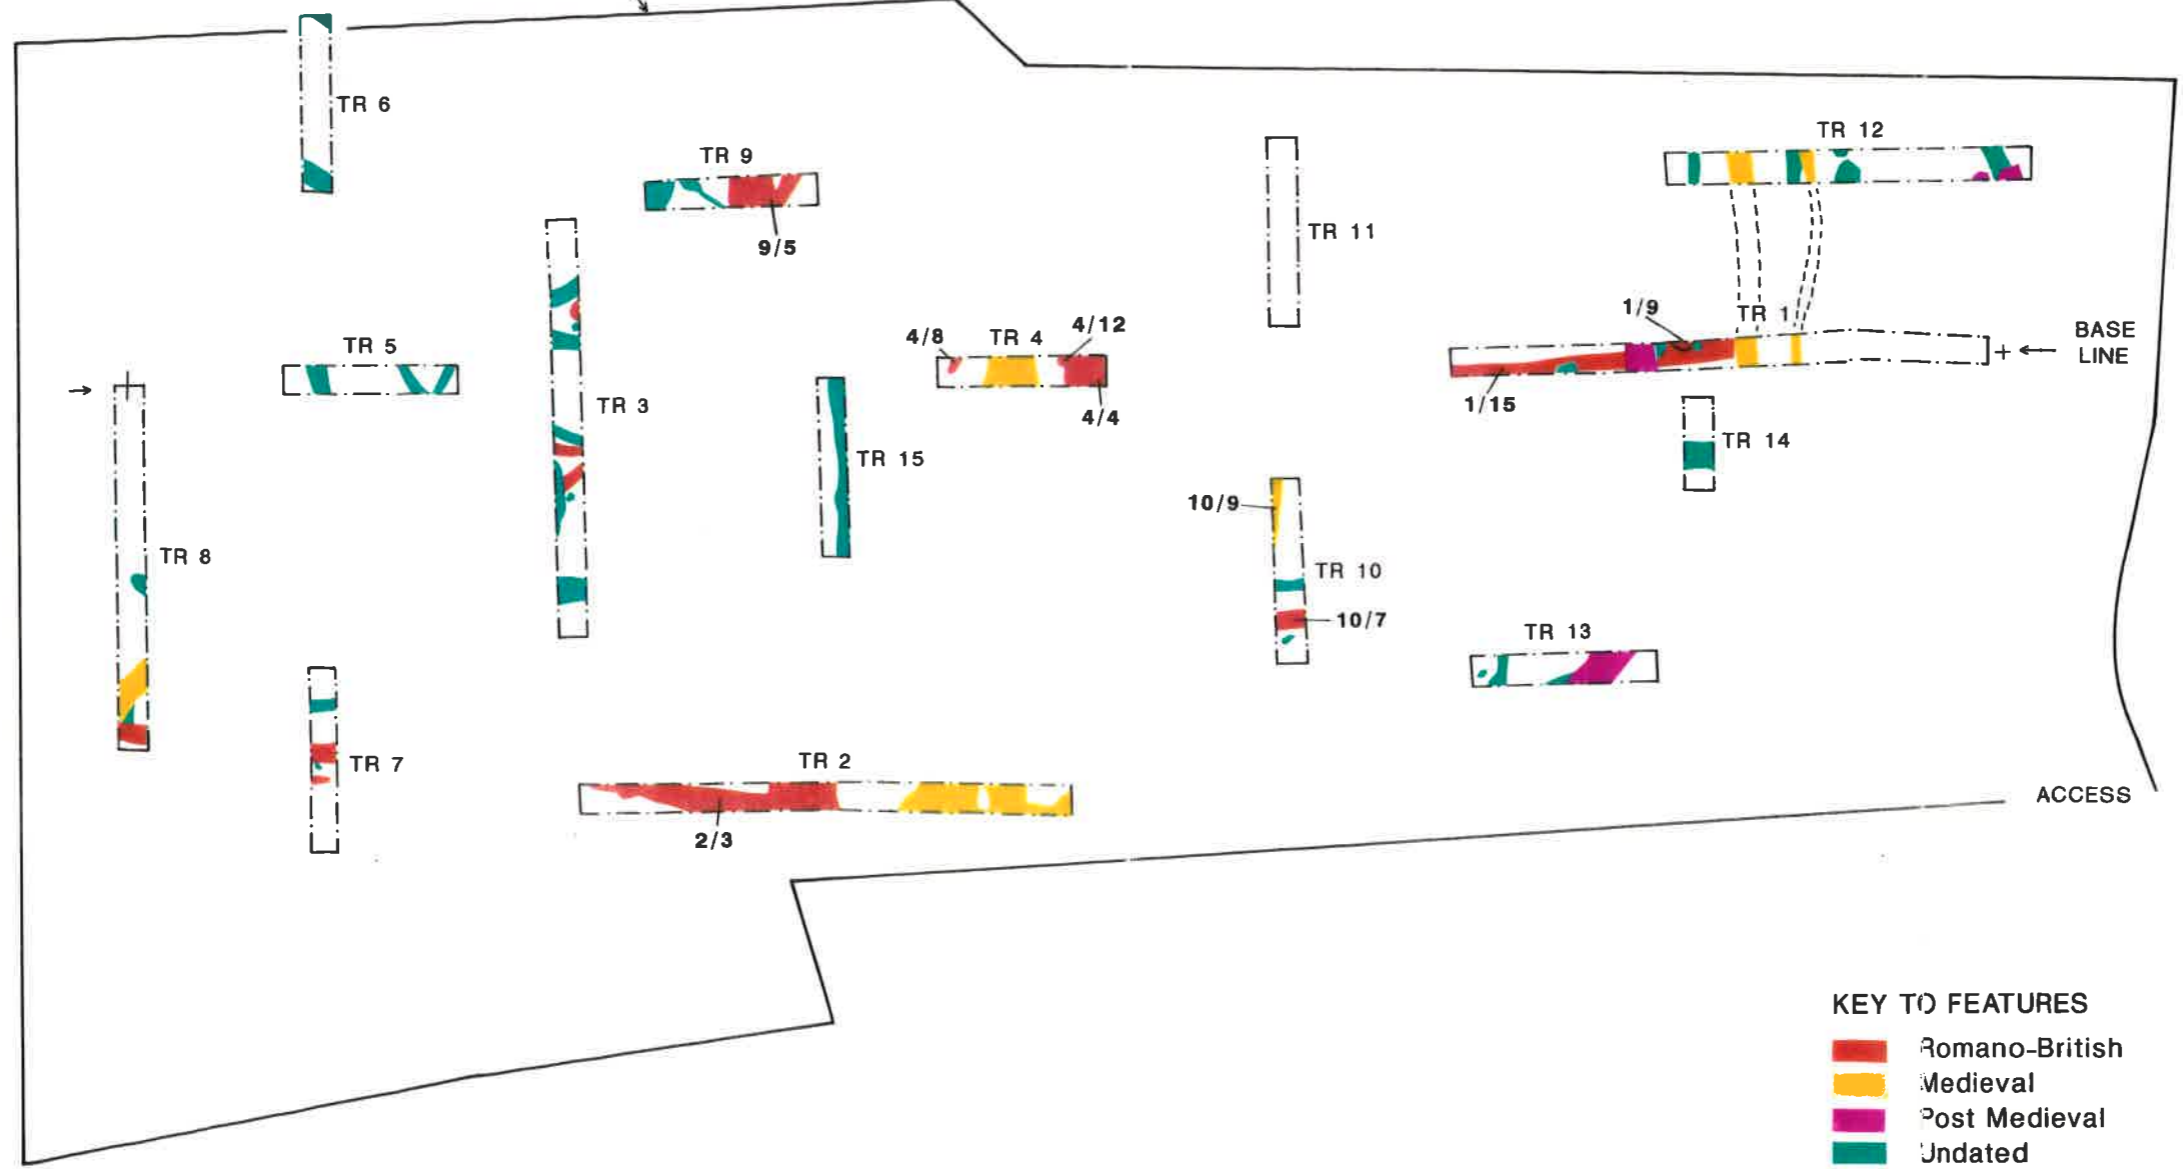 TR 6
TR 12
TR 9
TR 11
9/5
1/9
TR 1
4/8
TR 4
4/12
BASE
LINE
TR 5
TR 3
4/4
1/15
TR 14
TR 15
10/9
TR 8
TR 10
10/7
TR 13
TR 7
TR 2
ACCESS
2/3
KEY TO FEATURES
Romano-British
Medieval
Post Medieval
Undated